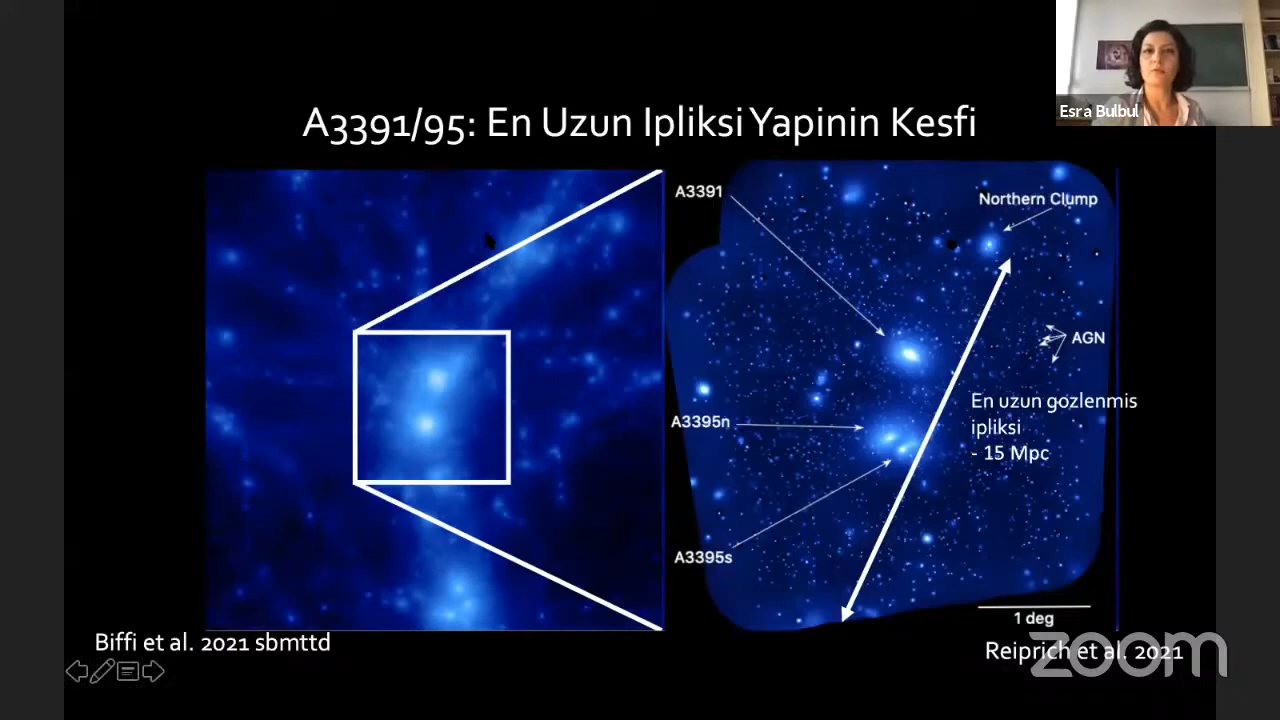 Esra Bulbul
A3391/95: En Uzun Ipliksi Yapinin Kesfi
A3391
Northern Clump
AGN
En uzun gozlenmis
ipliksi
- 15 Mpc
A3395n
A3395s
1 deg
Biffi et al. 2021 sbmttd
Reiprich et al. 2021
zoom